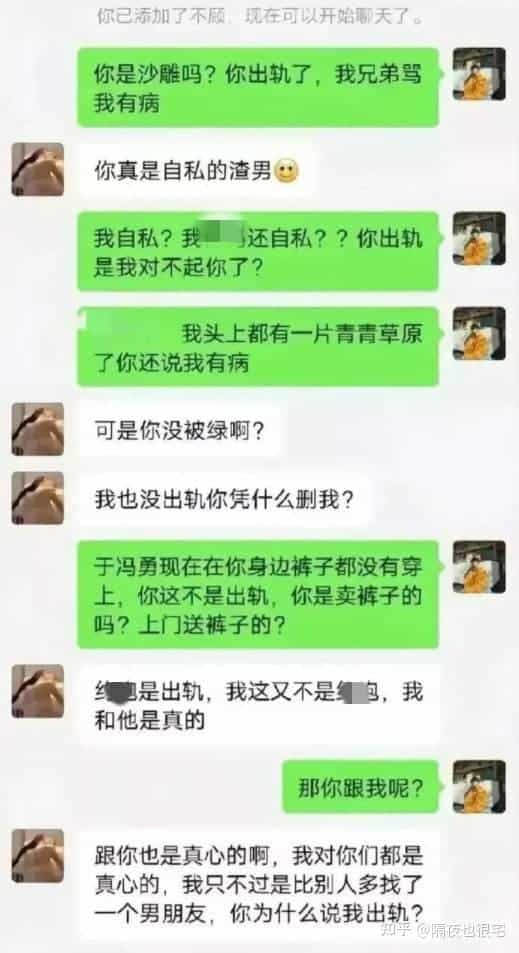 你已添加了不顾，现在可以开始聊天了。
你是沙雕吗？你出轨了，我兄弟骂
我有病
你真是自私的渣男
我自私？我还自私？？你出轨
是我对不起你了？
我头上都有一片青青草原
了你还说我有病
可是你没被绿啊？
我也没出轨你凭什么删我？
于冯勇现在在你身边裤子都没有穿
上，你这不是出轨，你是卖裤子的
吗？上门送裤子的？
是出轨，我这又不是，我
和他是真的
那你跟我呢？
跟你也是真心的啊，我对你们都是
真心的，我只不过是比别人多找了
一个男朋友，你为什么说我出轨？
知乎 @隔夜也很宅